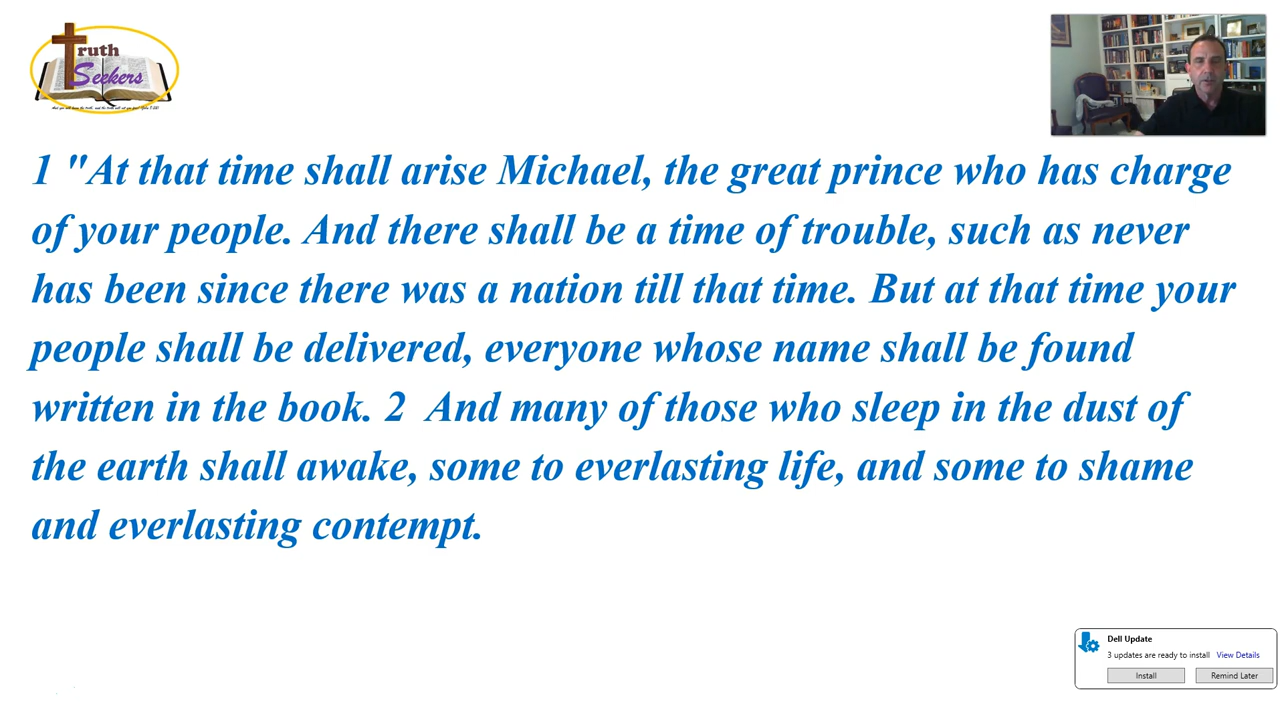 Truth
Seekers
1 "At that time shall arise Michael, the great prince who has charge
of your people. And there shall be a time of trouble, such as never
has been since there was a nation till that time. But at that time your
people shall be delivered, everyone whose name shall be found
written in the book. 2  And many of those who sleep in the dust of
the earth shall awake, some to everlasting life, and some to shame
and everlasting contempt.
Dell Update
3 updates are ready to install View Details
Install Remind Later